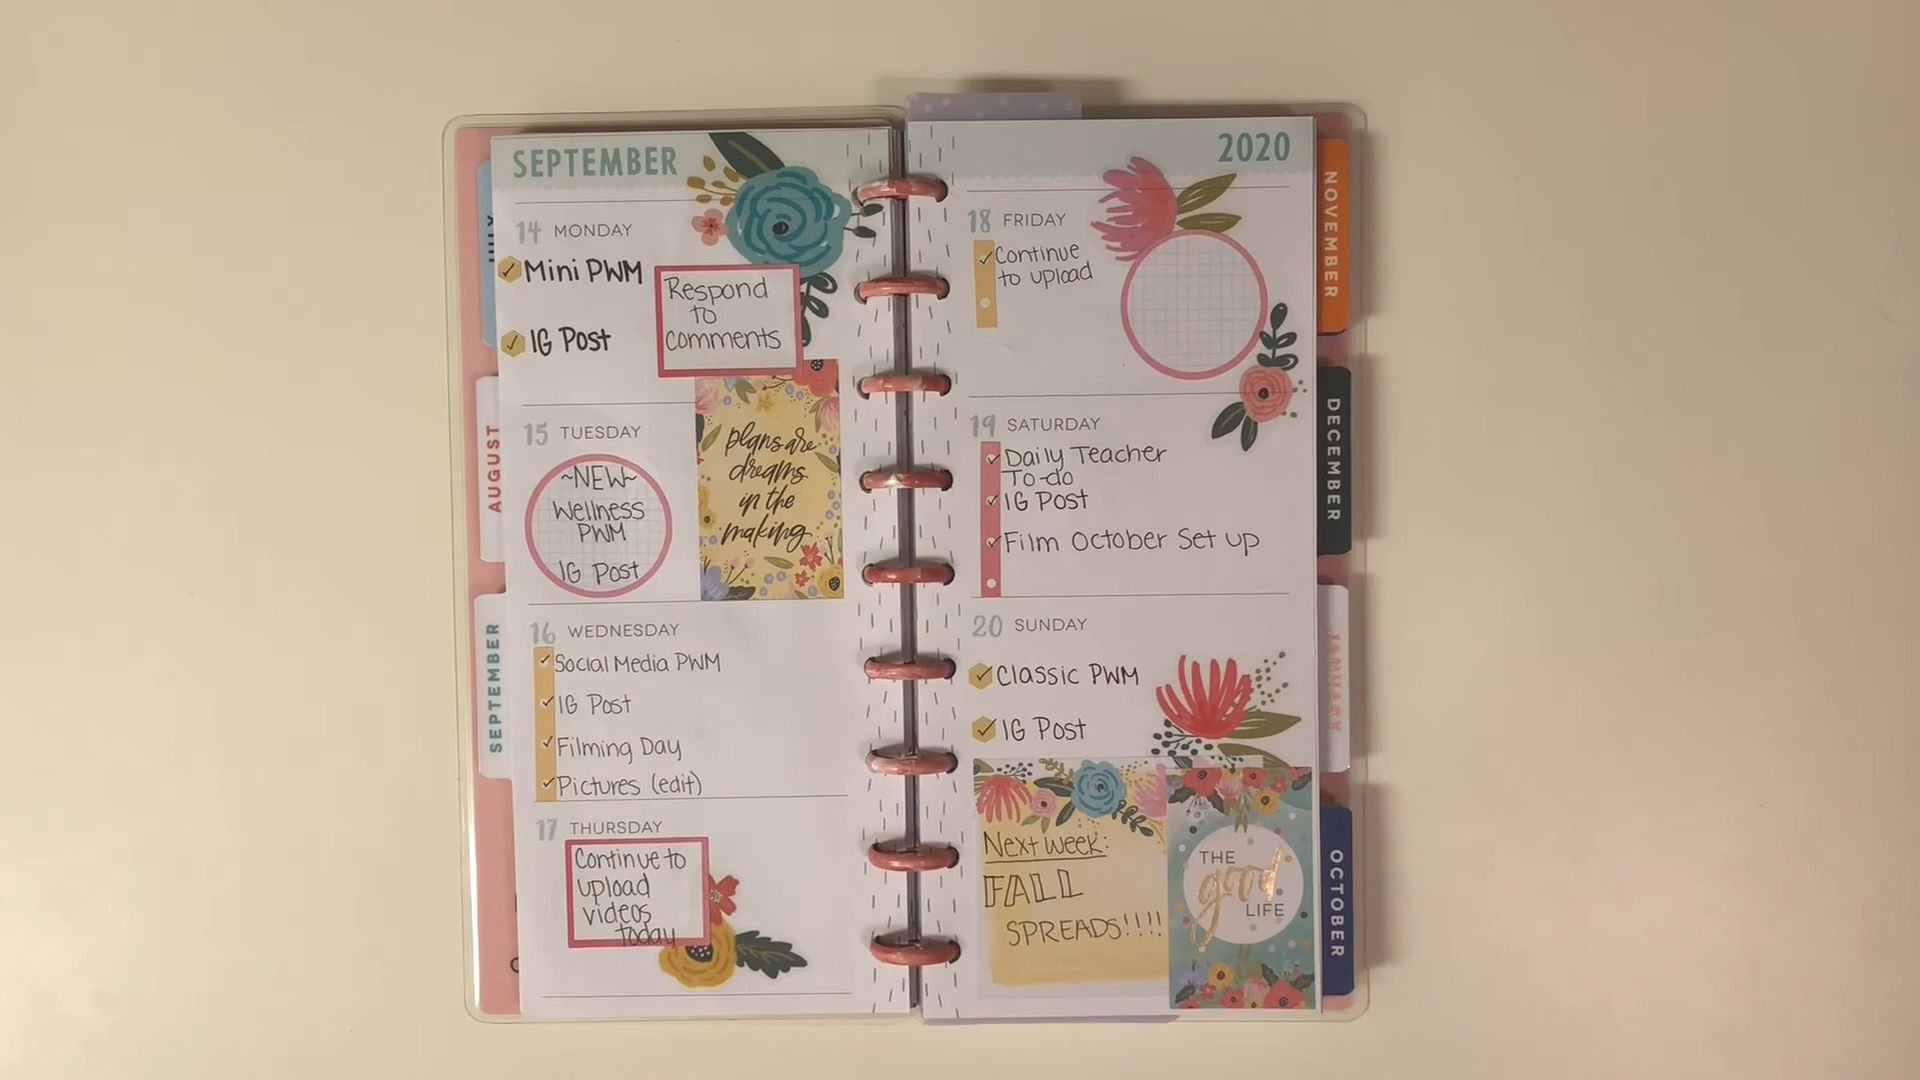 SEPTEMBER
14 MONDAY
Mini PWM
IG Post
Respond
to
comments
15 TUESDAY
~NEW~
Wellness
PWM
IG Post
plans are
dreams
in the
making
16 WEDNESDAY
Social Media PWM
IG Post
Filming Day
Pictures (edit)
17 THURSDAY
Continue to
upload
videos
today
2020
18 FRIDAY
Continue
to upload
19 SATURDAY
Daily Teacher
To-do
IG Post
Film October Set up
20 SUNDAY
Classic PWM
IG Post
Next week:
FALL
SPREADS!!!!
THE
good
LIFE
JULY
AUGUST
SEPTEMBER
NOVEMBER
DECEMBER
JANUARY
OCTOBER